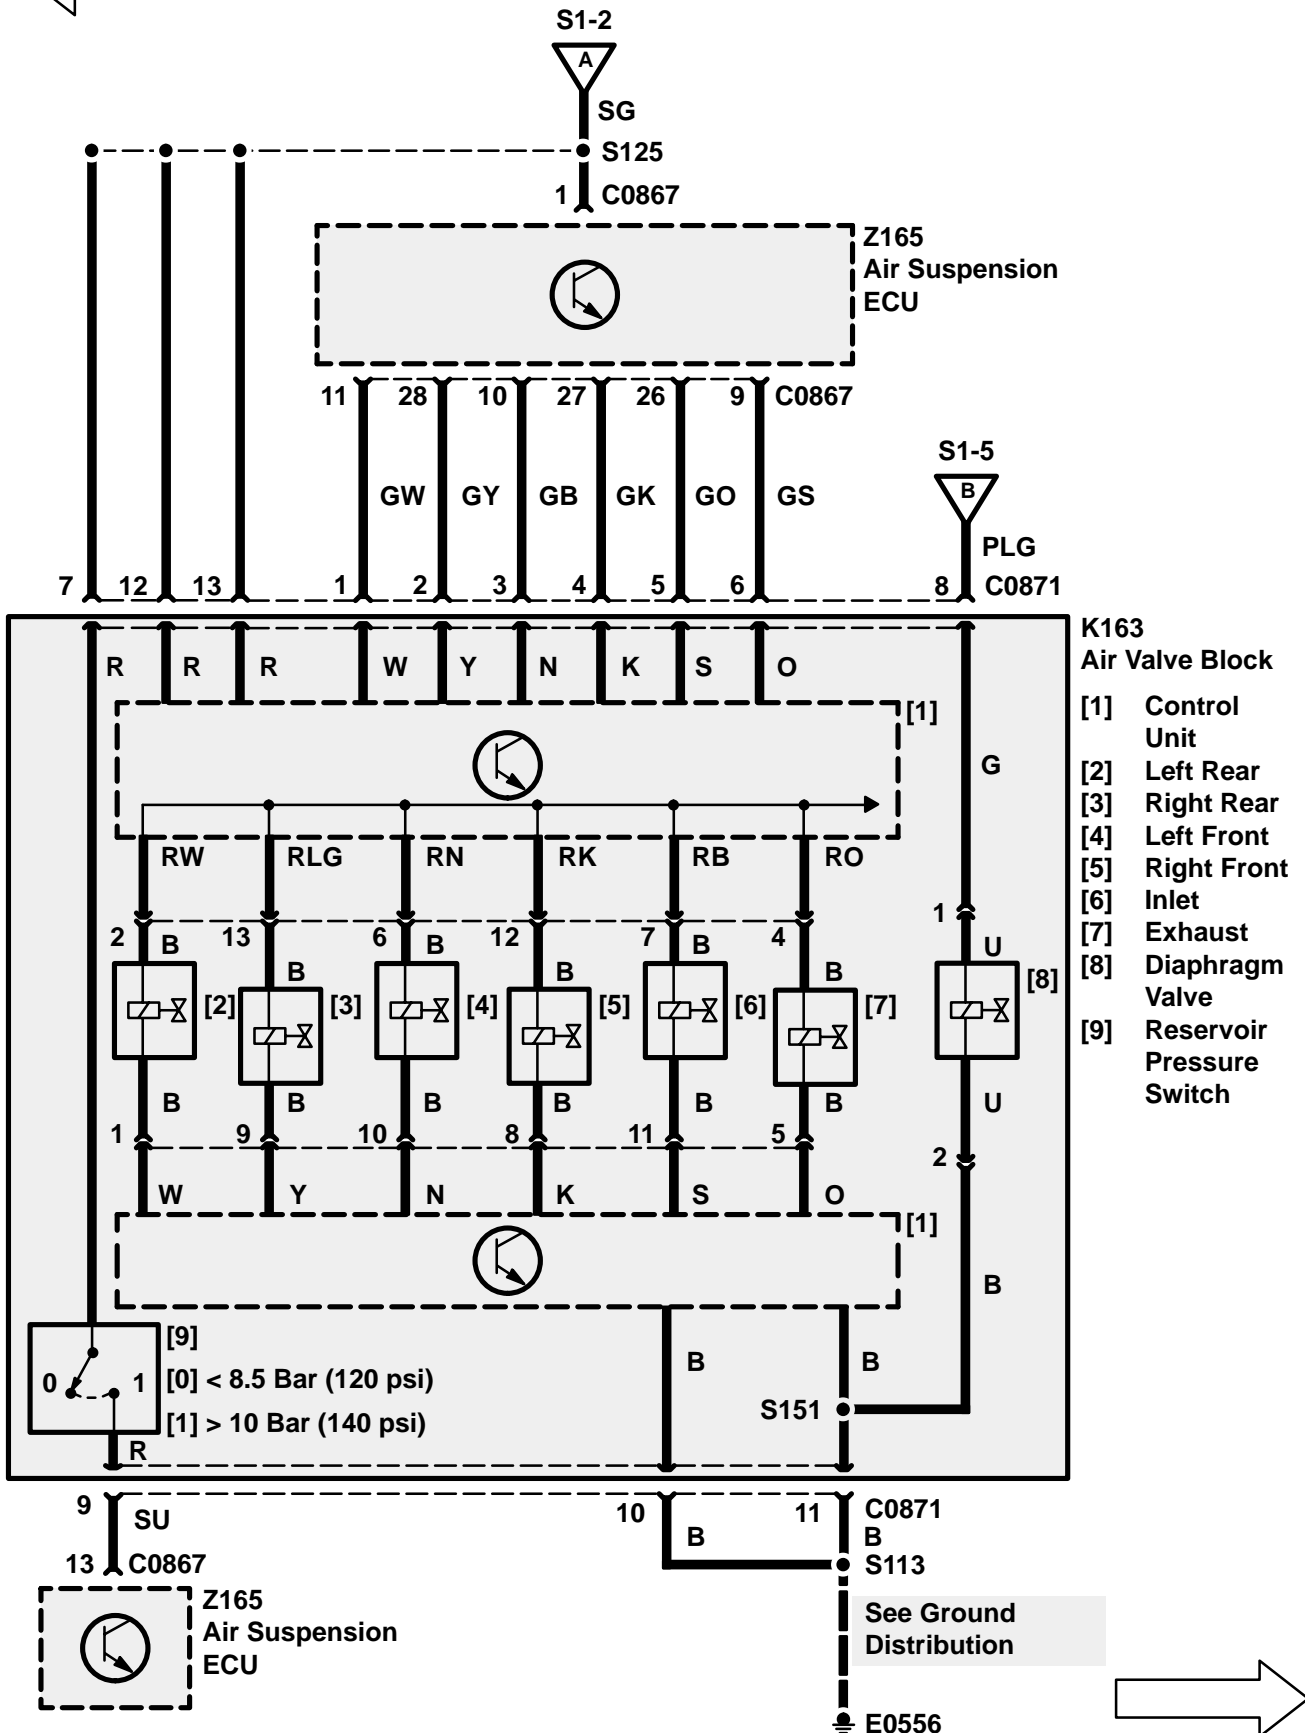 S1-2
A
SG
S125
1 C0867
Z165
Air Suspension
ECU
11 28 10 27 26 9 C0867
S1-5
B
GW GY GB GK GO GS
PLG
7 12 13 1 2 3 4 5 6 8 C0871
K163
Air Valve Block
R R R W Y N K S O
[1] Control
Unit
[2] Left Rear
[3] Right Rear
[4] Left Front
[5] Right Front
[6] Inlet
[7] Exhaust
[8] Diaphragm
Valve
[9] Reservoir
Pressure
Switch
[1]
G
RW RLG RN RK RB RO
1
2 B 13 6 B 12 7 B 4 U
B B B
[2] [3] [4] [5] [6] [7] [8]
B B B B B B U
1 9 10 8 11 5
2
W Y N K S O
[1]
B
[9]
0 1 [0] < 8.5 Bar (120 psi)
[1] > 10 Bar (140 psi)
B B
S151
R
9 SU
10 11 C0871
B B
13 C0867
S113
Z165
Air Suspension
ECU
See Ground
Distribution
E0556